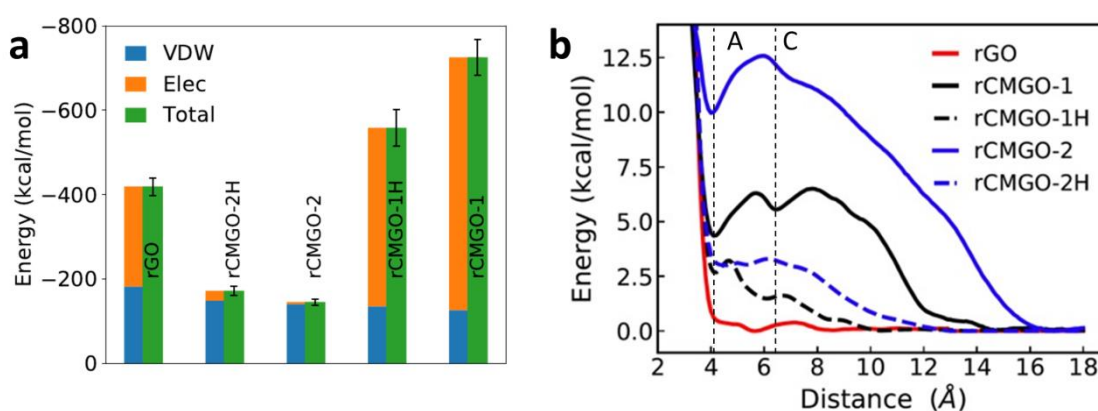 a
Energy (kcal/mol)
−800
−600
−400
−200
0
VDW
Elec
Total
rGO
rCMGO-2H
rCMGO-2
rCMGO-1H
rCMGO-1
b
Energy (kcal/mol)
12.5
10.0
7.5
5.0
2.5
0.0
A
C
rGO
rCMGO-1
rCMGO-1H
rCMGO-2
rCMGO-2H
2 4 6 8 10 12 14 16 18
Distance (Å)